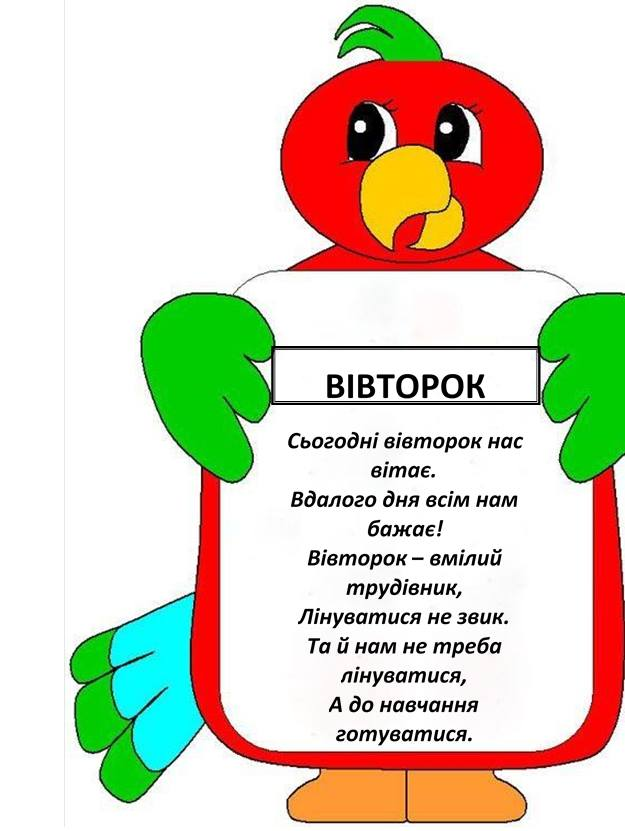 ВІВТОРОК
Сьогодні вівторок нас
вітає.
Вдалого дня всім нам
бажає!
Вівторок – вмілий
трудівник,
Лінуватися не звик.
Та й нам не треба
лінуватися,
А до навчання
готуватися.